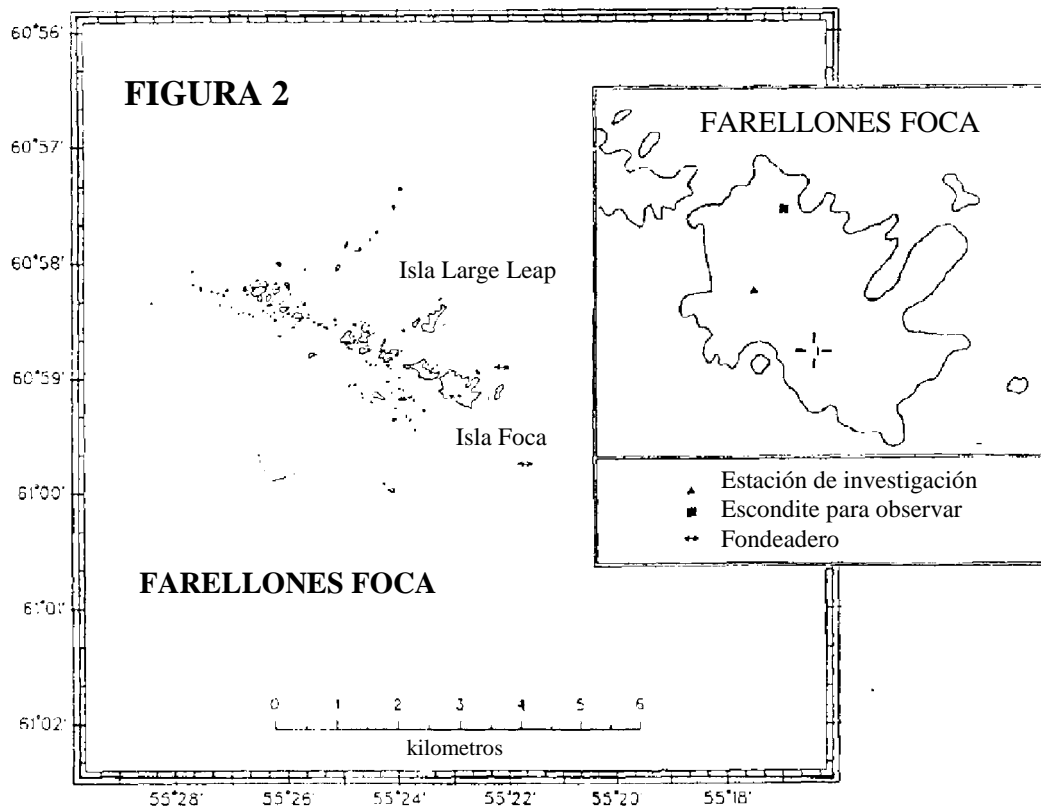 60°56'
FIGURA 2
FARELLONES FOCA
60°57'
60°58'
Isla Large Leap
60°59'
Isla Foca
61°00'
Estación de investigación
Escondite para observar
Fondeadero
FARELLONES FOCA
61°01'
0 1 2 3 4 5 6
61°02'
kilometros
55°28' 55°26' 55°24' 55°22' 55°20' 55°18'